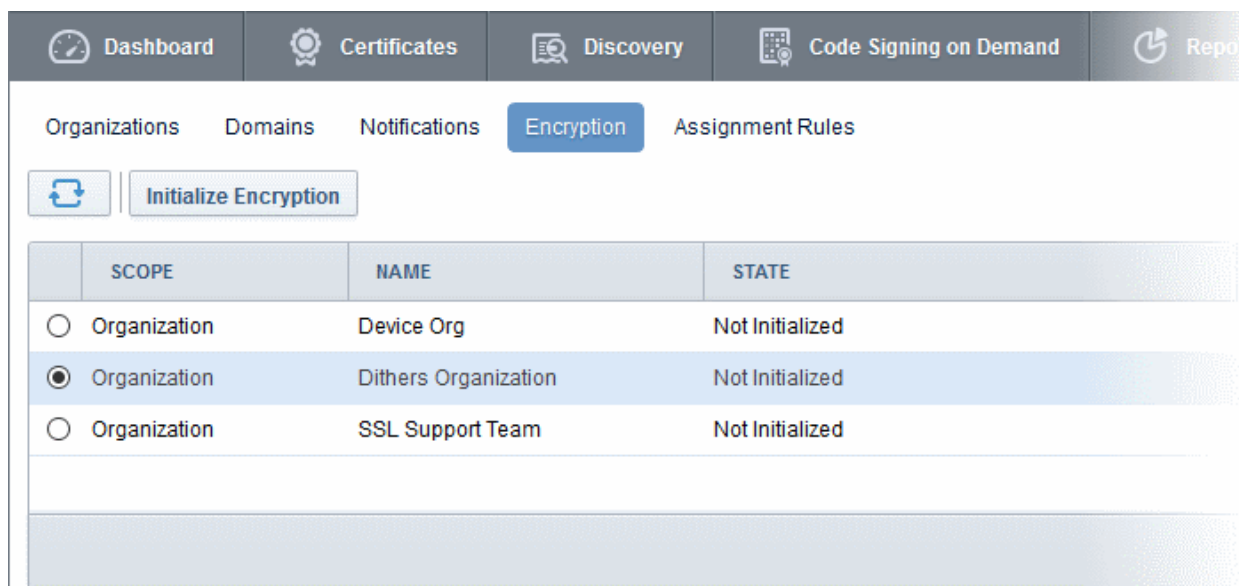 Dashboard Certificates Discovery Code Signing on Demand Repo
Organizations Domains Notifications Encryption Assignment Rules
Initialize Encryption
SCOPE NAME STATE
Organization Device Org Not Initialized
Organization Dithers Organization Not Initialized
Organization SSL Support Team Not Initialized